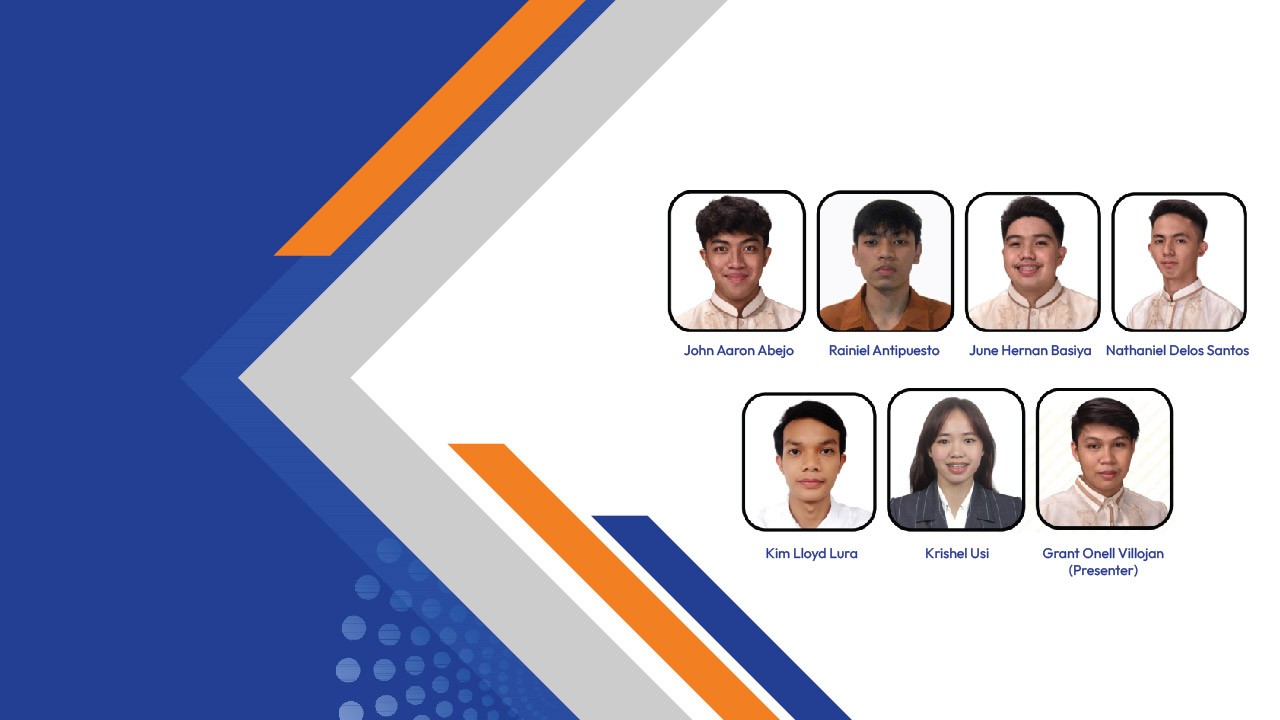 John Aaron Abejo
Rainiel Antipuesto
June Hernan Basiya
Nathaniel Delos Santos
Kim Lloyd Lura
Krishel Usi
Grant Onell Villojan
(Presenter)